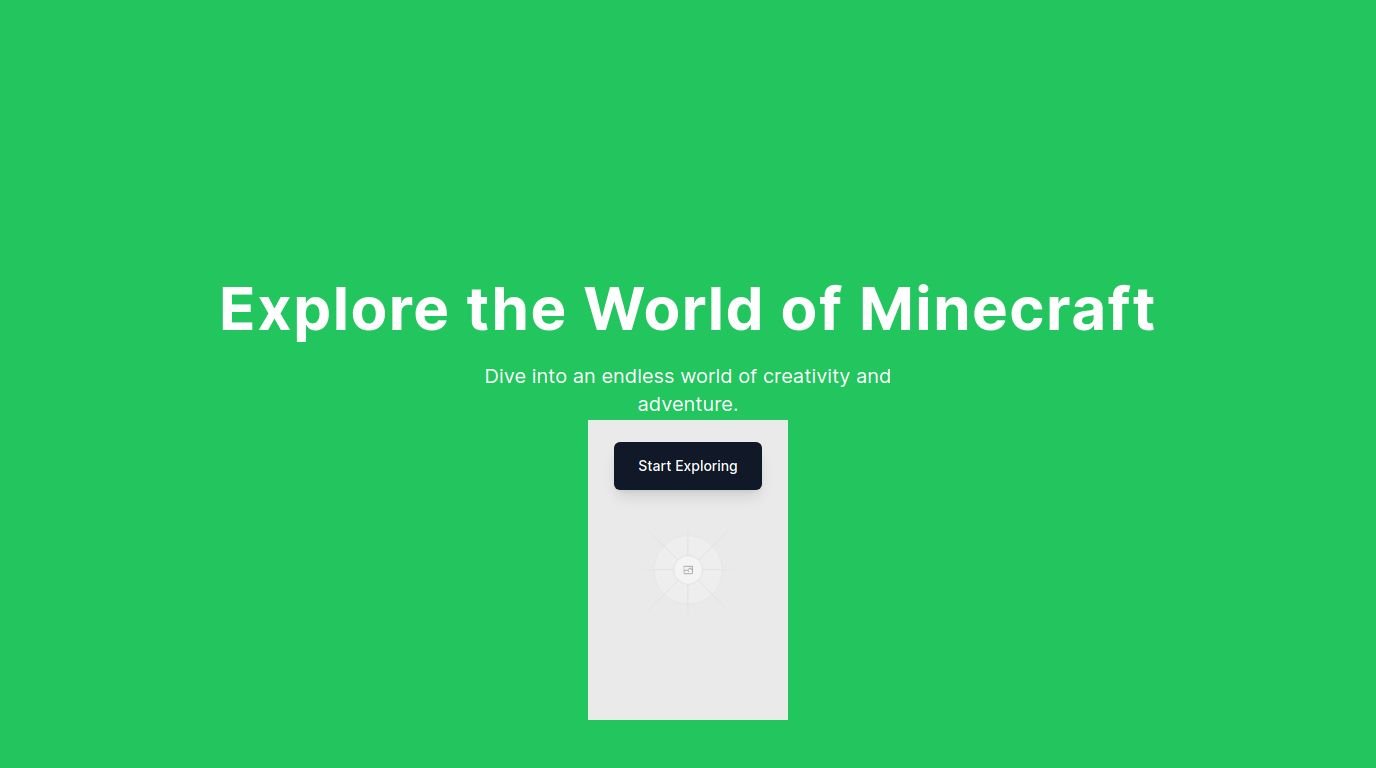 Explore the World of Minecraft
Dive into an endless world of creativity and
adventure.
Start Exploring